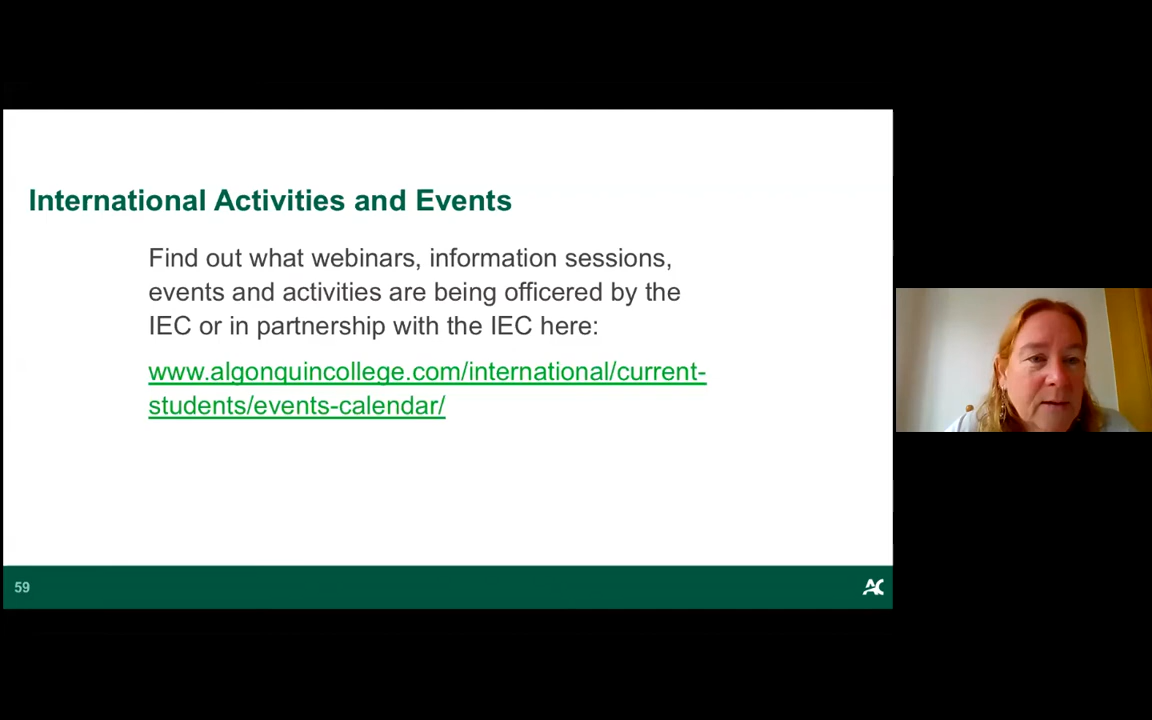 International Activities and Events
Find out what webinars, information sessions,
events and activities are being officered by the
IEC or in partnership with the IEC here:
www.algonquincollege.com/international/current-
students/events-calendar/
59
AC